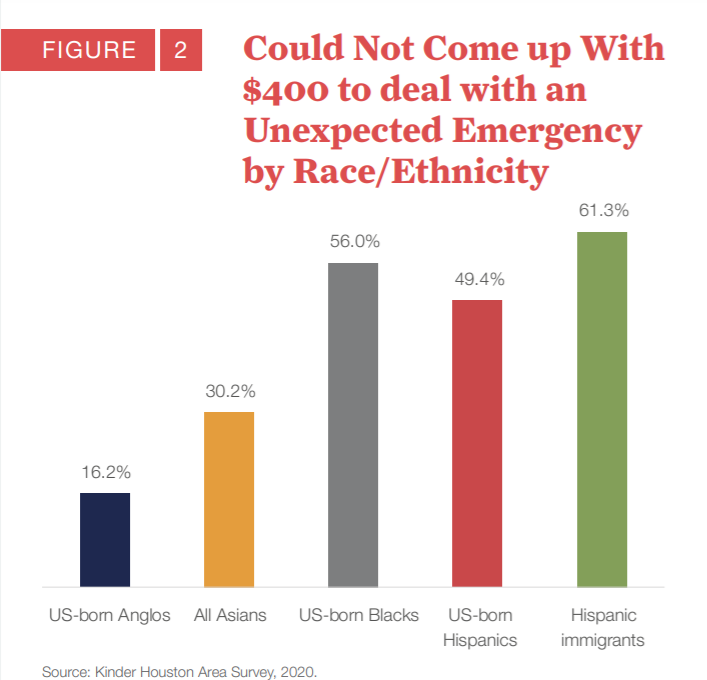 FIGURE 2
Could Not Come up With
$400 to deal with an
Unexpected Emergency
by Race/Ethnicity
61.3%
56.0%
49.4%
30.2%
16.2%
US-born Anglos
All Asians
US-born Blacks
US-born
Hispanics
Hispanic
immigrants
Source: Kinder Houston Area Survey, 2020.